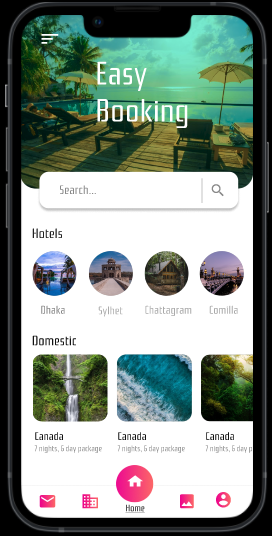 Easy
Booking
Search...
Hotels
Dhaka Sylhet Chattagram Comilla
Domestic
Canada Canada Canada
7 nights, 6 day package 7 nights, 6 day package 7 nights, 6 day p
Home